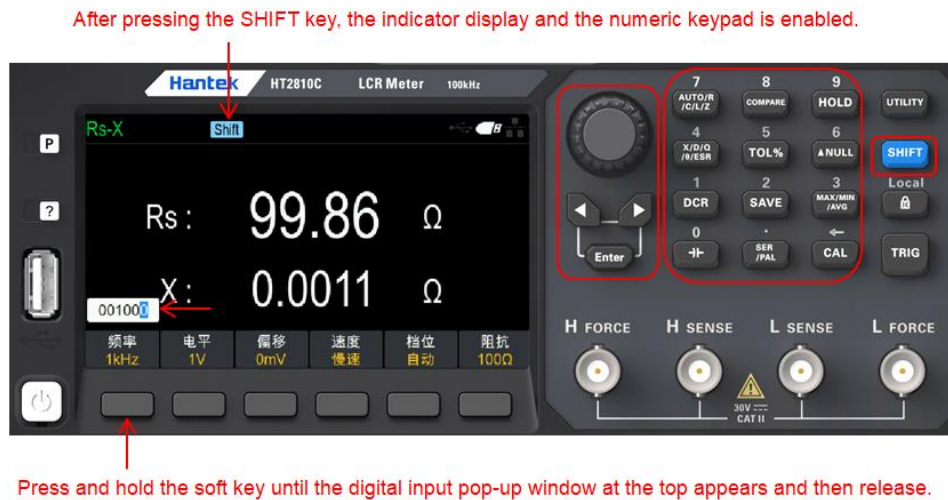 After pressing the SHIFT key, the indicator display and the numeric keypad is enabled.
Hantek HT2810C LCR Meter 100kHz
Rs-X Shift
P
?
Rs : 99.86 Ω
X : 0.0011 Ω
001000
频率 电平 偏移 速度 档位 阻抗
1kHz 1V 0mV 慢速 自动 100Ω
Enter
7 8 9
AUTO/R /C/L/Z COMPARE HOLD UTILITY
4 5 6
X/D/Q /θ/ESR TOL% ▲NULL SHIFT
1 2 3 Local
DCR SAVE MAX/MIN /AVG
0 . ←
SER /PAL CAL TRIG
H FORCE H SENSE L SENSE L FORCE
30V
CAT II
Press and hold the soft key until the digital input pop-up window at the top appears and then release.